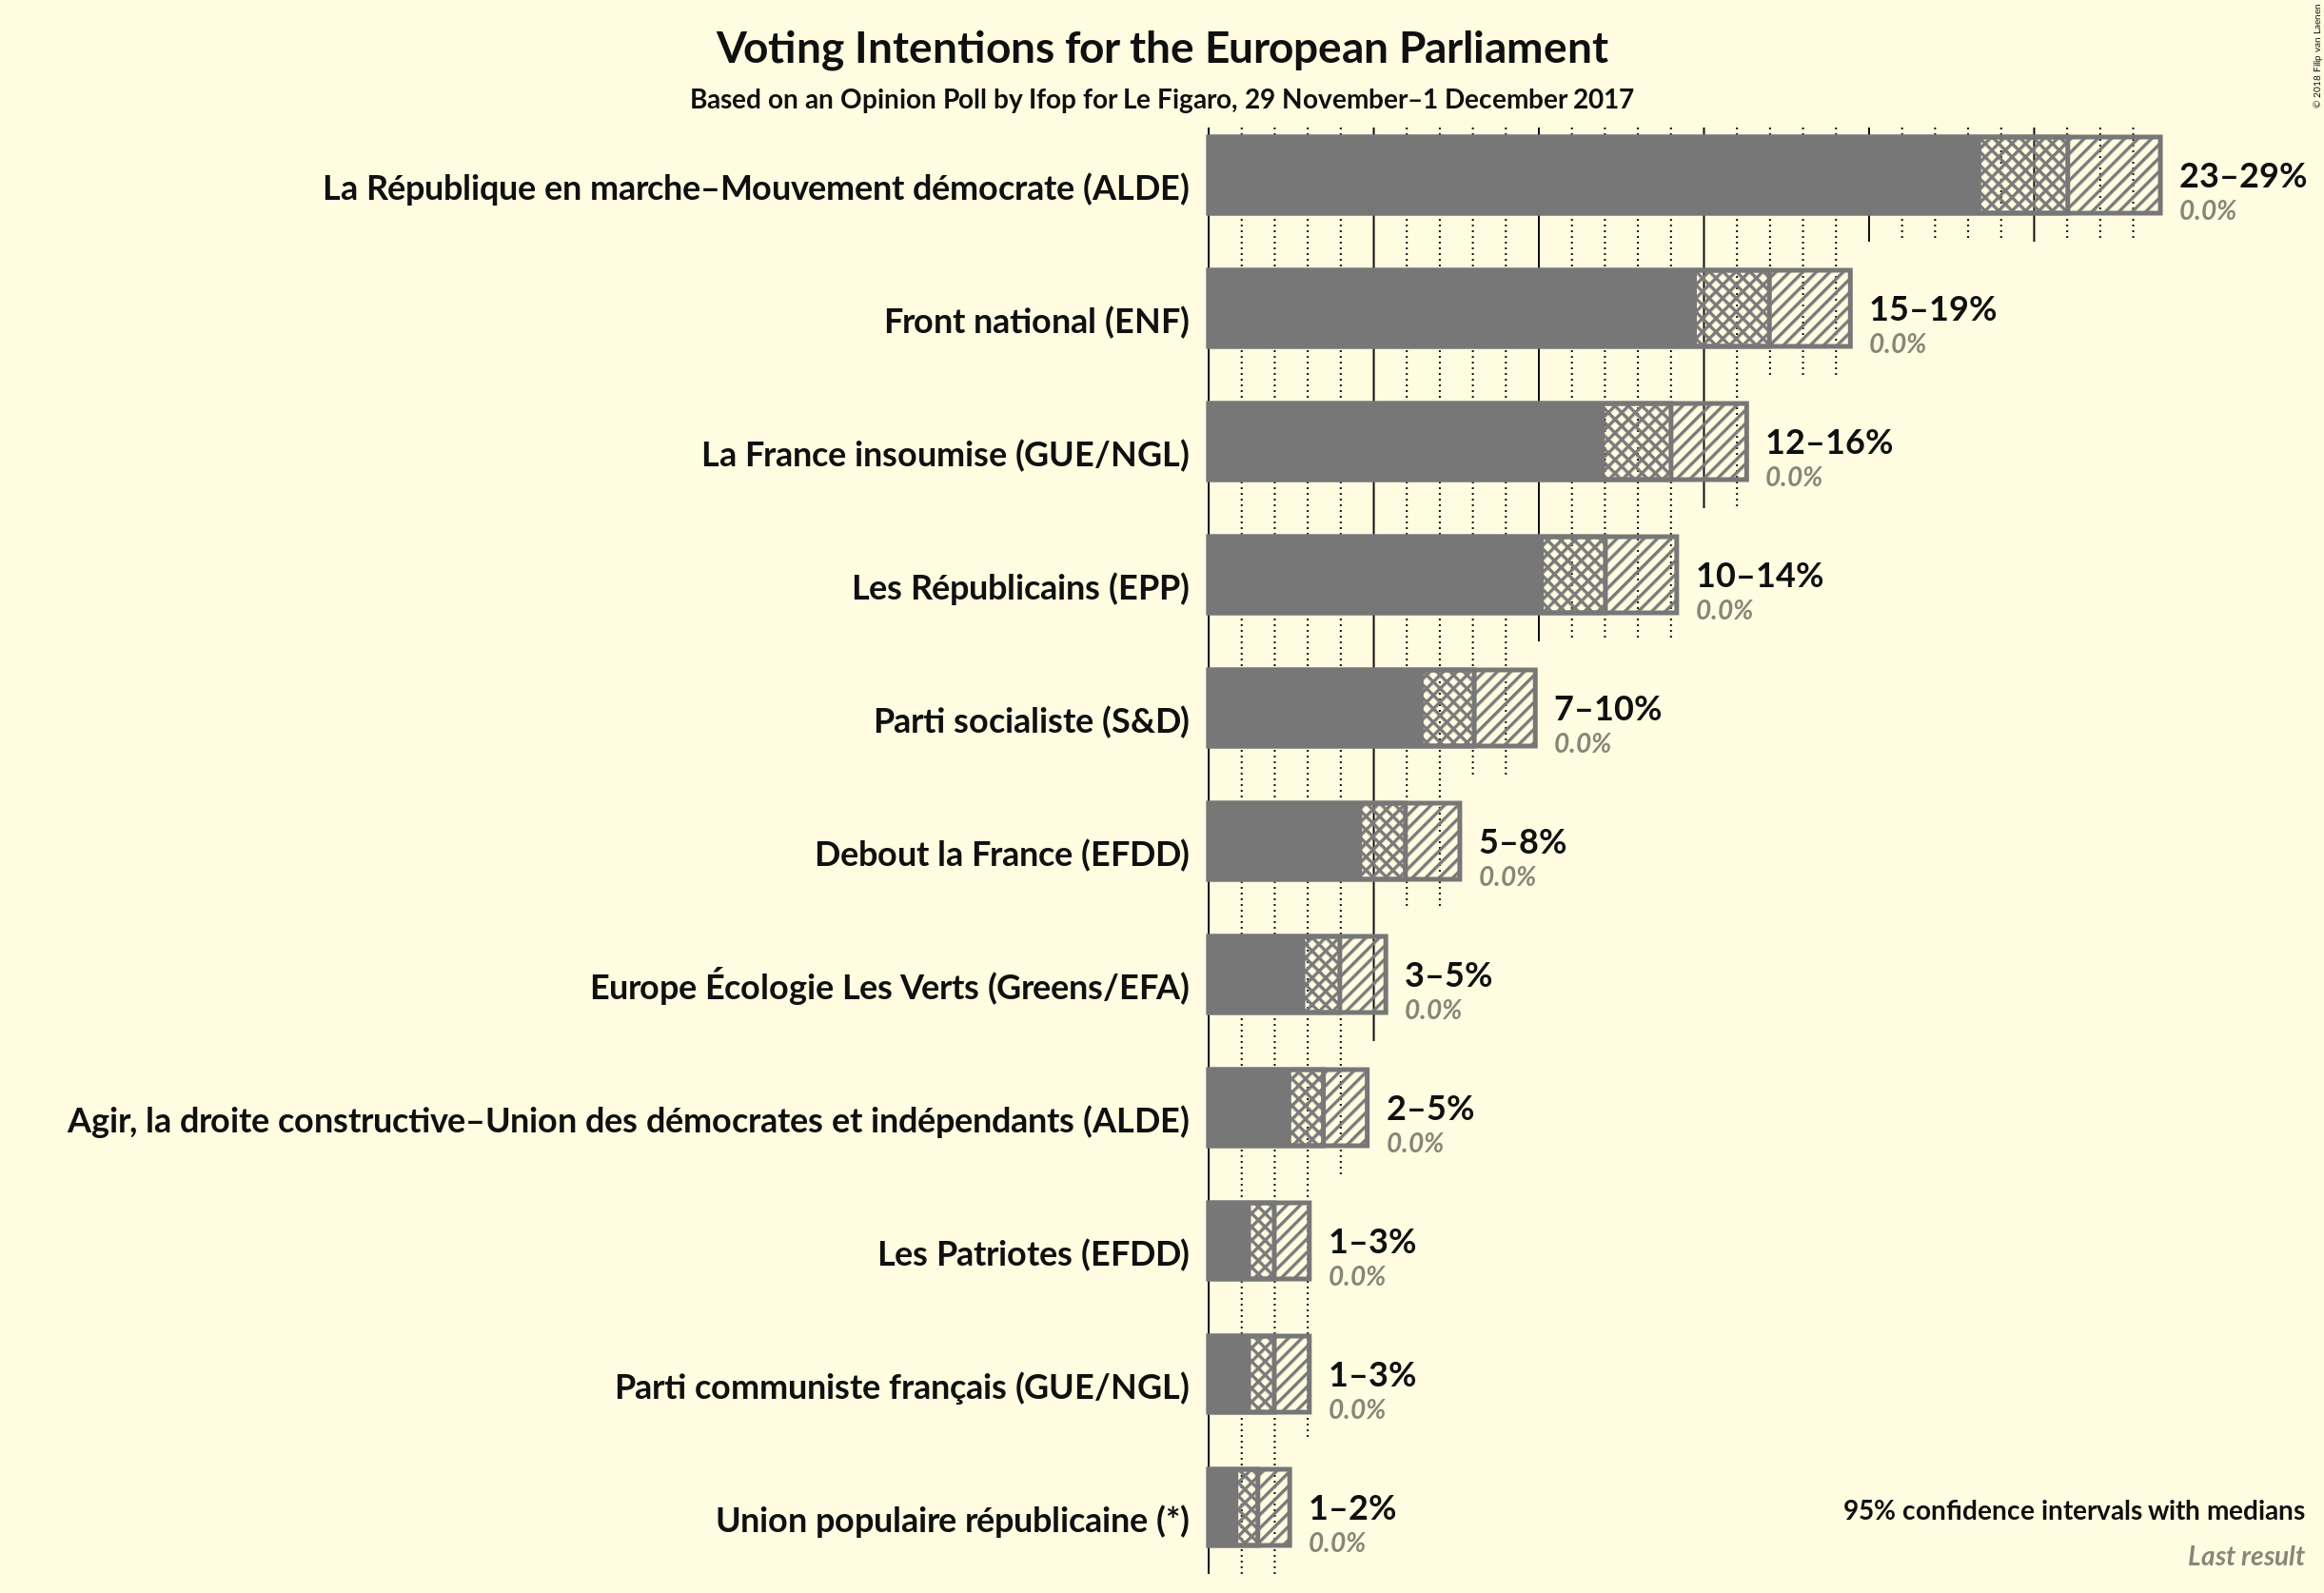 Voting Intentions for the European Parliament
Based on an Opinion Poll by Ifop for Le Figaro, 29 November–1 December 2017
© 2018 Filip van Laenen
La République en marche–Mouvement démocrate (ALDE)
23–29%
0.0%
Front national (ENF)
15–19%
0.0%
La France insoumise (GUE/NGL)
12–16%
0.0%
Les Républicains (EPP)
10–14%
0.0%
Parti socialiste (S&D)
7–10%
0.0%
Debout la France (EFDD)
5–8%
0.0%
Europe Écologie Les Verts (Greens/EFA)
3–5%
0.0%
Agir, la droite constructive–Union des démocrates et indépendants (ALDE)
2–5%
0.0%
Les Patriotes (EFDD)
1–3%
0.0%
Parti communiste français (GUE/NGL)
1–3%
0.0%
Union populaire républicaine (*)
1–2%
0.0%
95% confidence intervals with medians
Last result